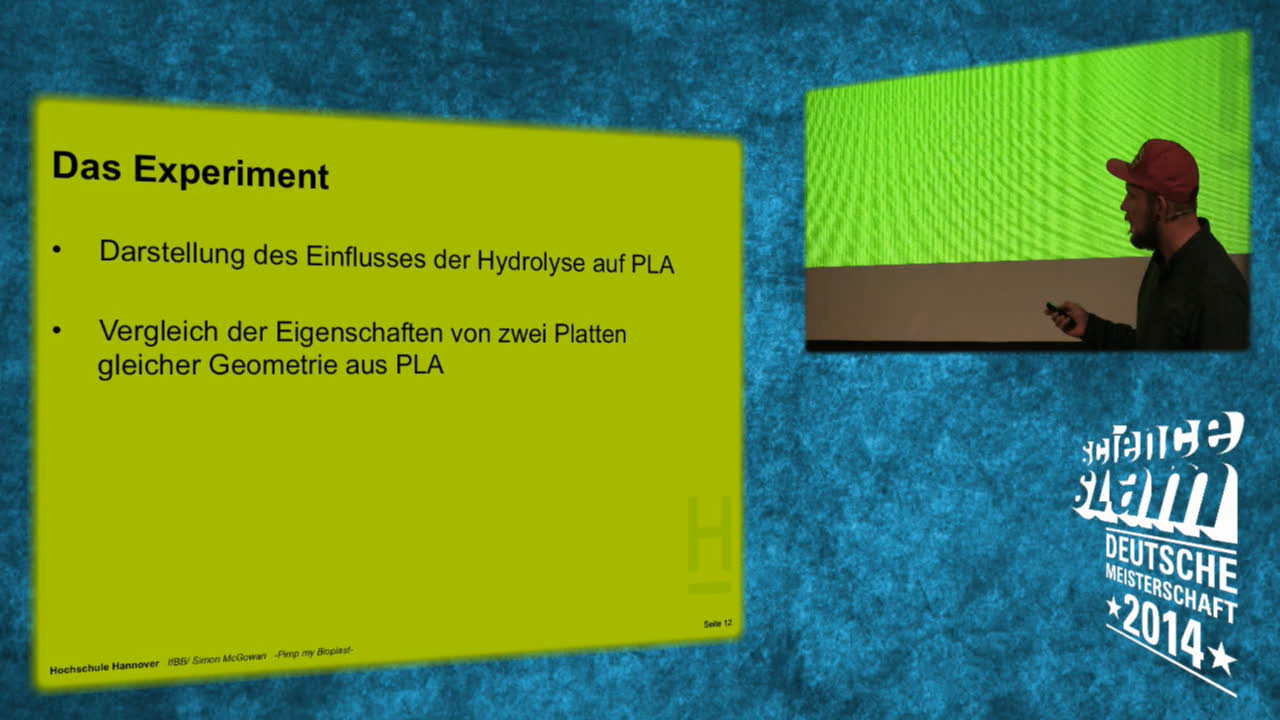 Das Experiment
• Darstellung des Einflusses der Hydrolyse auf PLA
• Vergleich der Eigenschaften von zwei Platten
gleicher Geometrie aus PLA
H
Seite 12
Hochschule Hannover IfBB/ Simon McGowan -Pimp my Bioplast-
science
slam
DEUTSCHE
MEISTERSCHAFT
★2014★